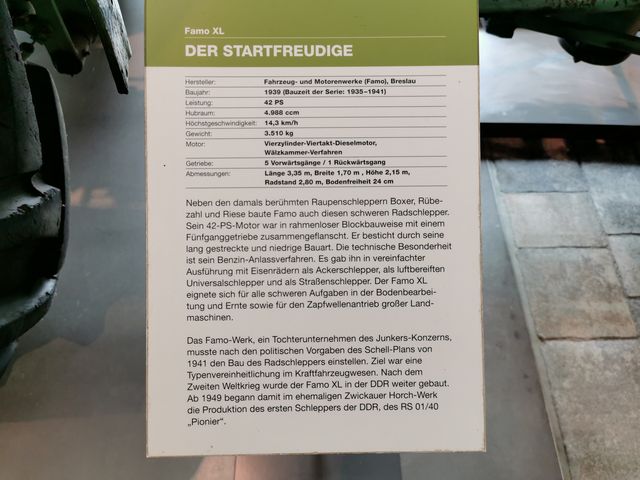 Famo XL
DER STARTFREUDIGE
Hersteller: Fahrzeug- und Motorenwerke (Famo), Breslau
Baujahr: 1939 (Bauzeit der Serie: 1935–1941)
Leistung: 42 PS
Hubraum: 4.988 ccm
Höchstgeschwindigkeit: 14,3 km/h
Gewicht: 3.510 kg
Motor: Vierzylinder-Viertakt-Dieselmotor,
Wälzkammer-Verfahren
Getriebe: 5 Vorwärtsgänge / 1 Rückwärtsgang
Abmessungen: Länge 3,35 m, Breite 1,70 m , Höhe 2,15 m,
Radstand 2,80 m, Bodenfreiheit 24 cm
Neben den damals berühmten Raupenschleppern Boxer, Rübe-
zahl und Riese baute Famo auch diesen schweren Radschlepper.
Sein 42-PS-Motor war in rahmenloser Blockbauweise mit einem
Fünfganggetriebe zusammengeflanscht. Er besticht durch seine
lang gestreckte und niedrige Bauart. Die technische Besonderheit
ist sein Benzin-Anlassverfahren. Es gab ihn in vereinfachter
Ausführung mit Eisenrädern als Ackerschlepper, als luftbereiften
Universalschlepper und als Straßenschlepper. Der Famo XL
eignete sich für alle schweren Aufgaben in der Bodenbearbei-
tung und Ernte sowie für den Zapfwellenantrieb großer Land-
maschinen.
Das Famo-Werk, ein Tochterunternehmen des Junkers-Konzerns,
musste nach den politischen Vorgaben des Schell-Plans von
1941 den Bau des Radschleppers einstellen. Ziel war eine
Typenvereinheitlichung im Kraftfahrzeugwesen. Nach dem
Zweiten Weltkrieg wurde der Famo XL in der DDR weiter gebaut.
Ab 1949 begann damit im ehemaligen Zwickauer Horch-Werk
die Produktion des ersten Schleppers der DDR, des RS 01/40
„Pionier“.